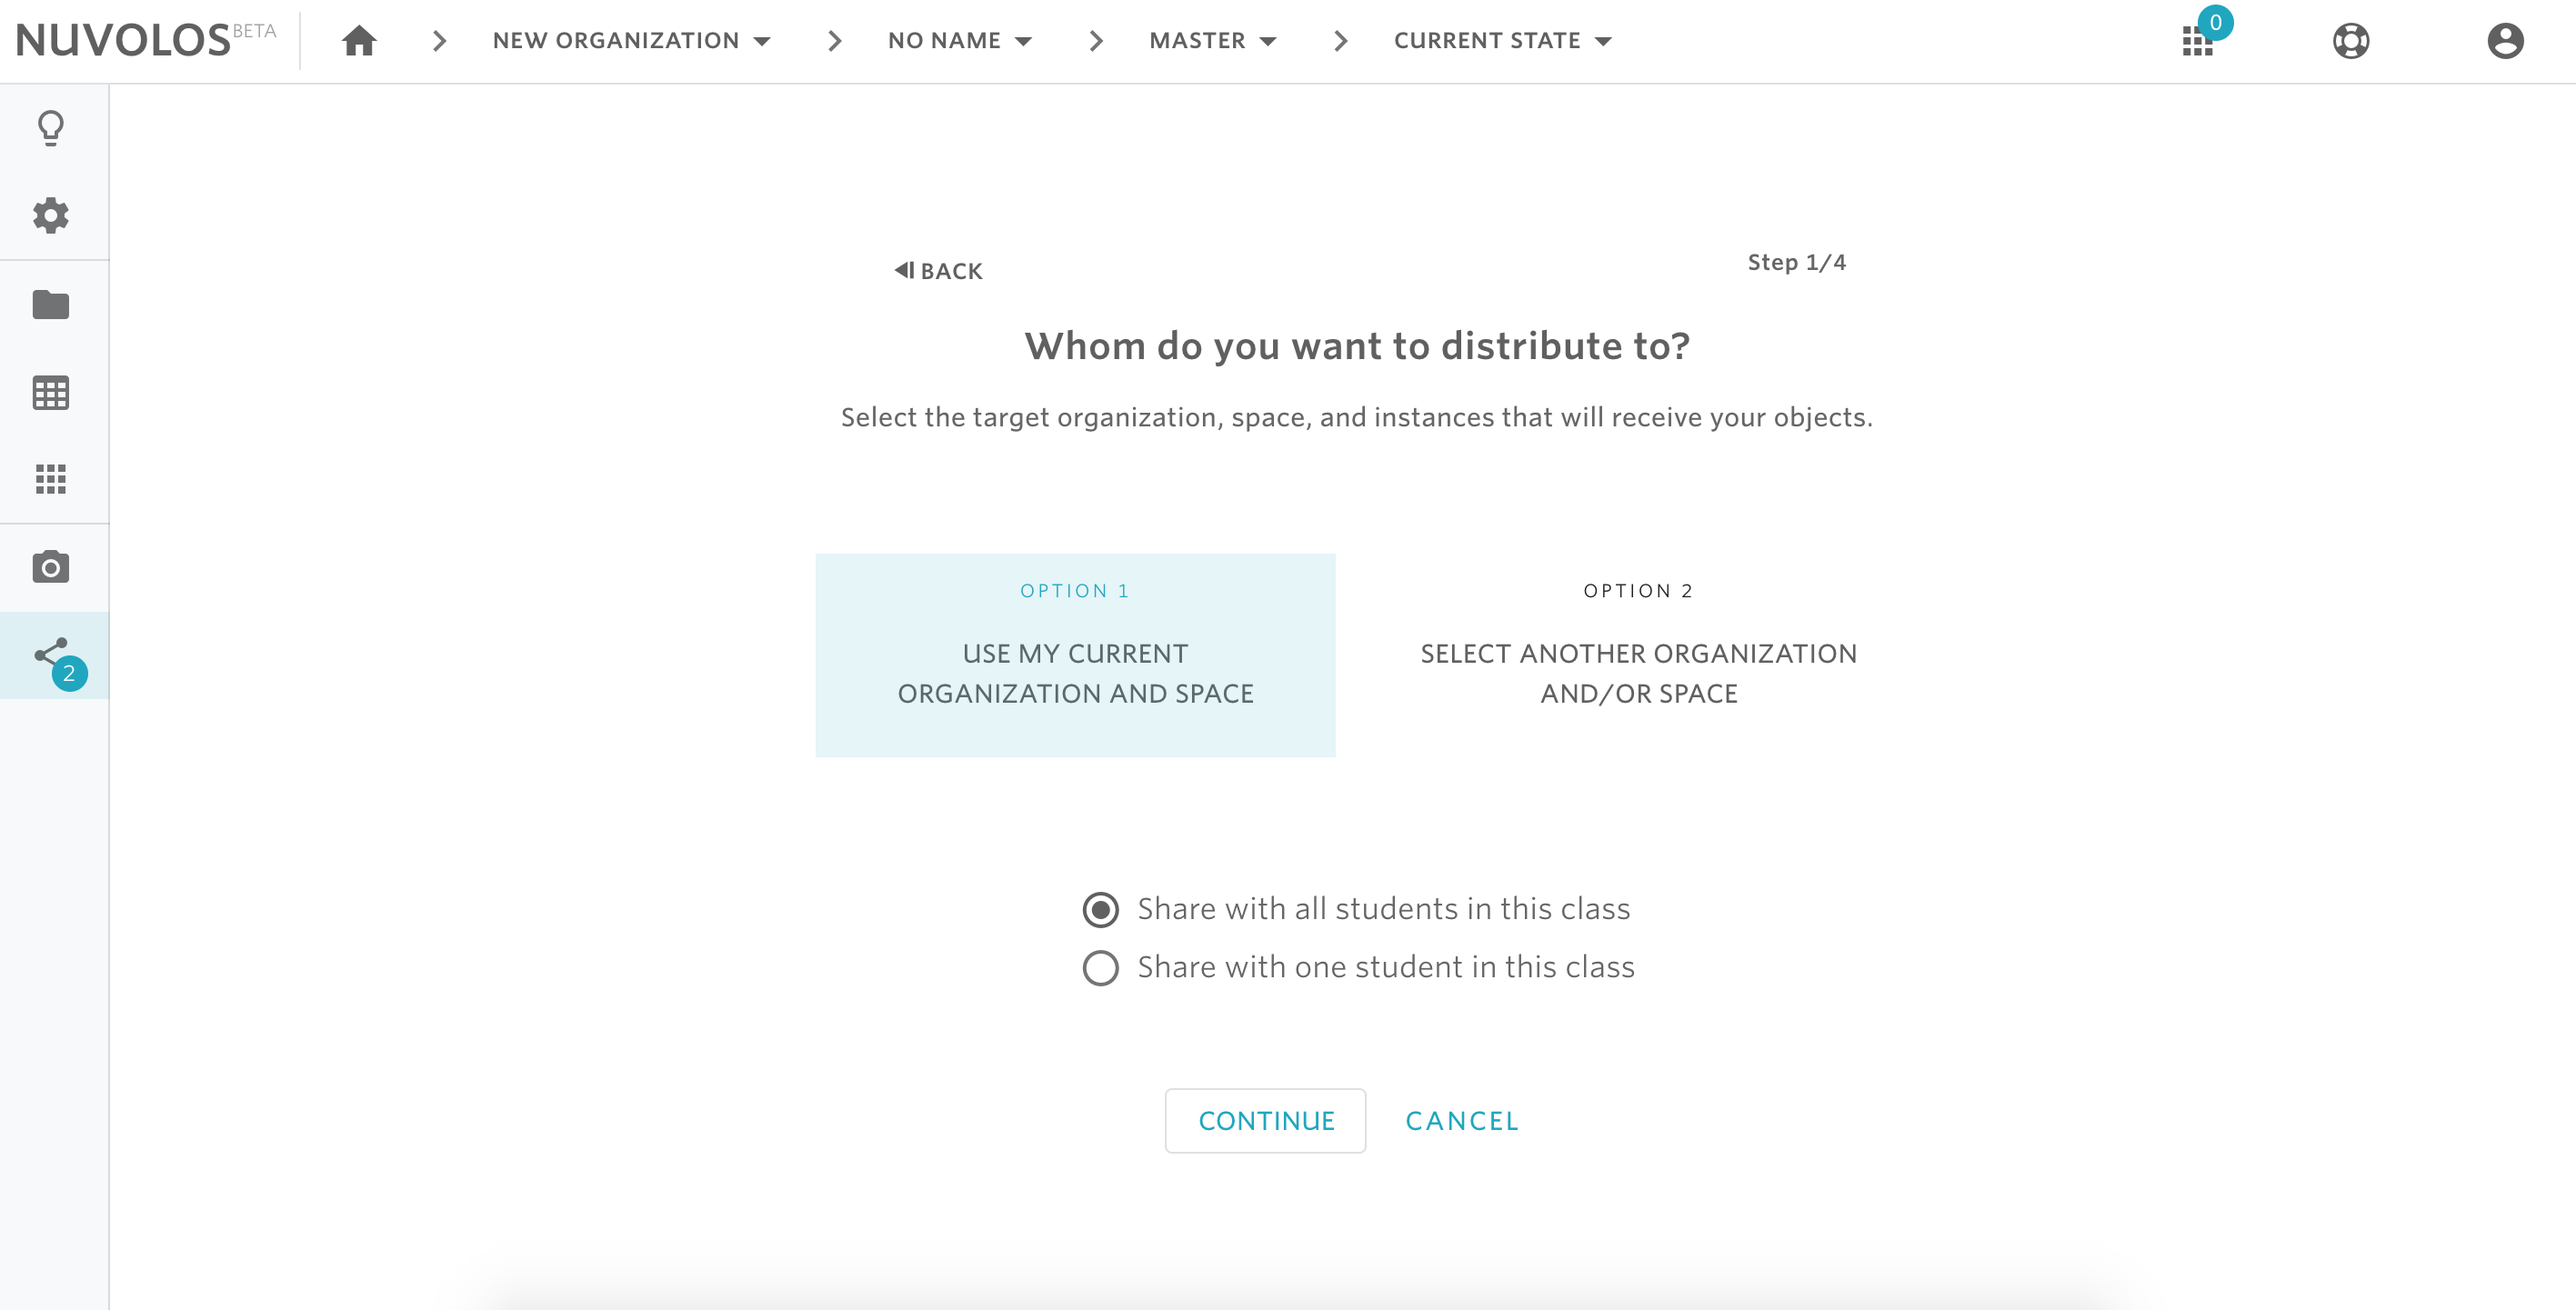 NUVOLOS BETA
NEW ORGANIZATION
NO NAME
MASTER
CURRENT STATE
0
2
BACK
Step 1/4
Whom do you want to distribute to?
Select the target organization, space, and instances that will receive your objects.
OPTION 1
USE MY CURRENT
ORGANIZATION AND SPACE
OPTION 2
SELECT ANOTHER ORGANIZATION
AND/OR SPACE
Share with all students in this class
Share with one student in this class
CONTINUE
CANCEL